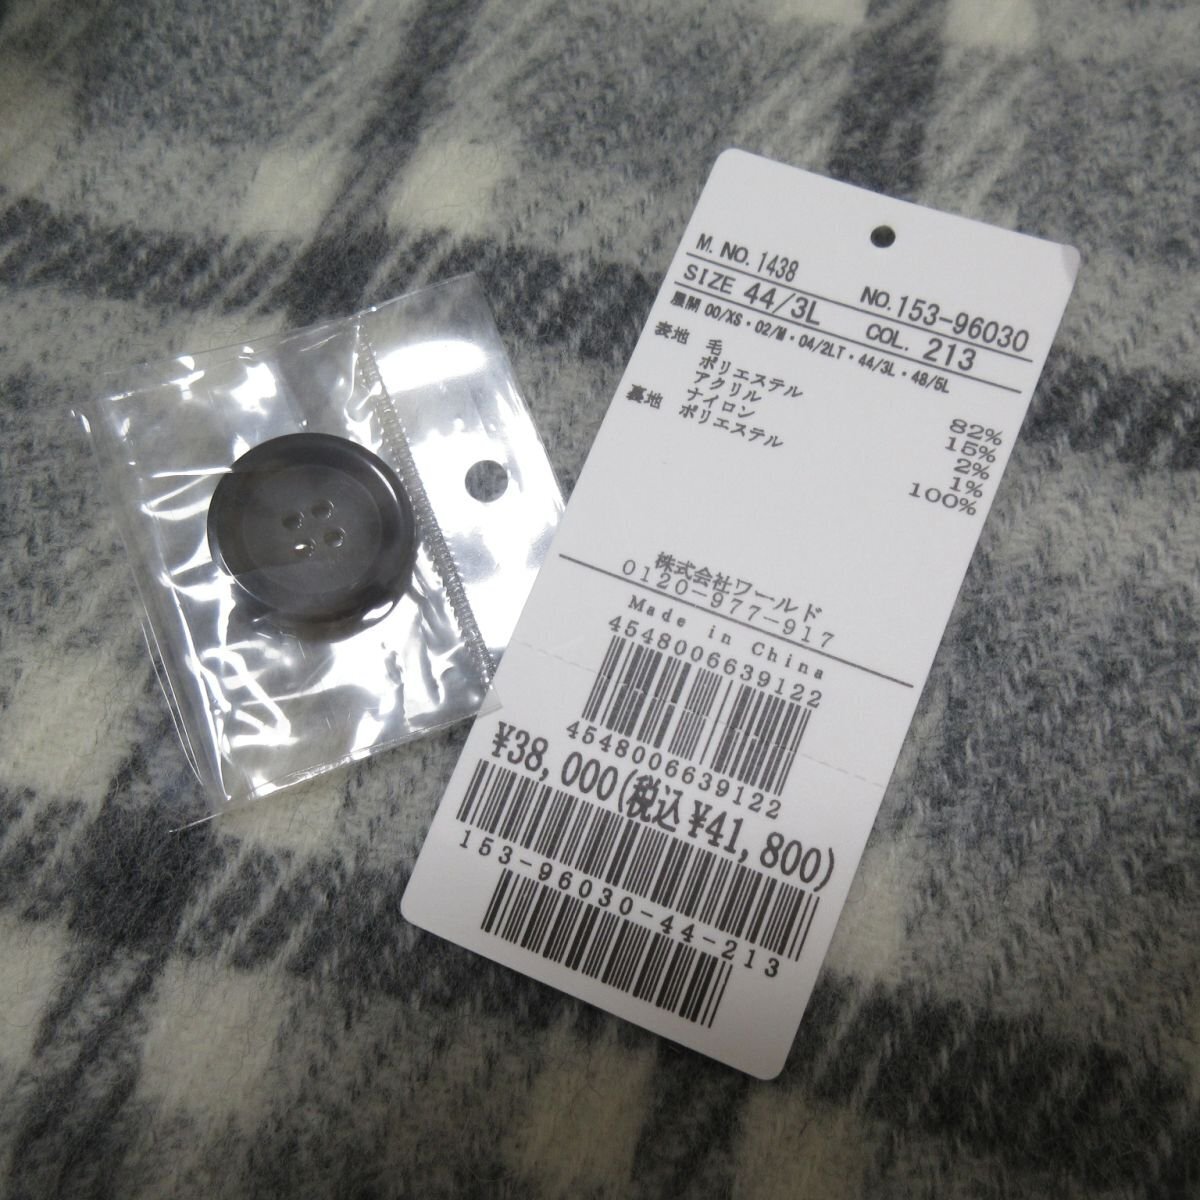 M. NO. 1438 NO. 153-96030
SIZE 44/3L COL. 213
展開 00/XS・02/M・04/2LT・44/3L・48/5L
表地 毛 82%
ポリエステル 15%
アクリル 2%
ナイロン 1%
裏地 ポリエステル 100%
株式会社ワールド
0120-977-917
Made in China
4548006639122
4548006639122
¥38,000(税込¥41,800)
153-96030-44-213